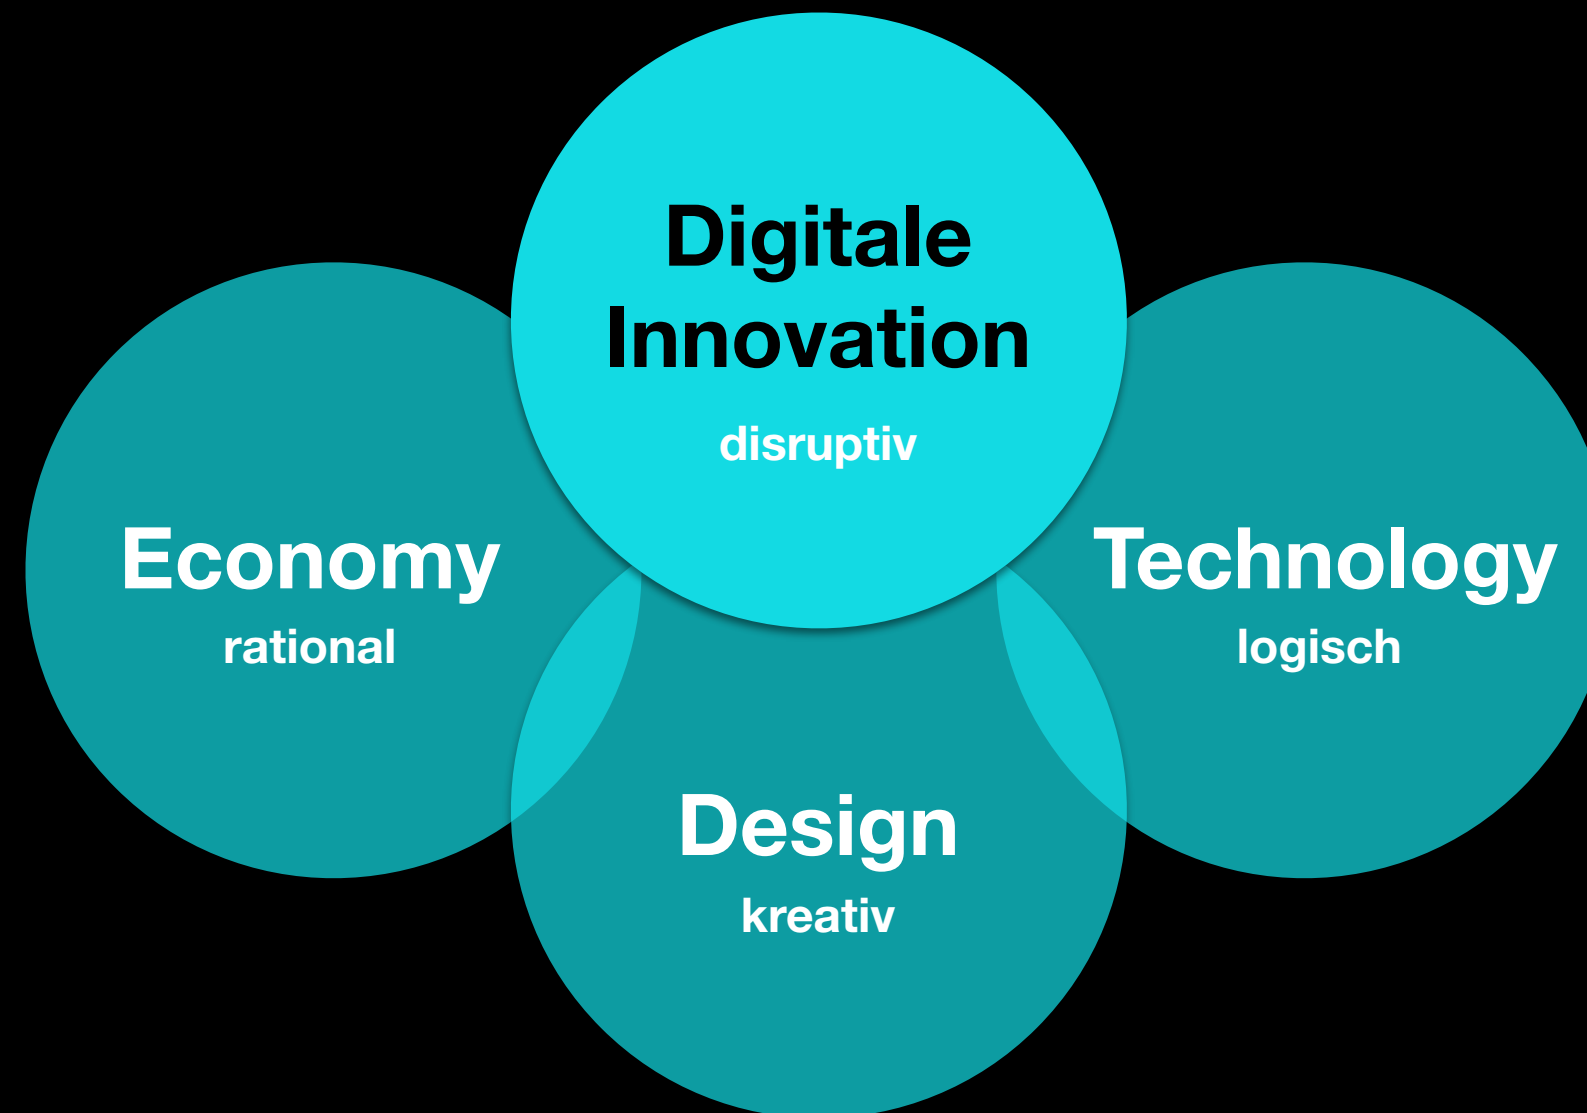 Digitale
Innovation
disruptiv
Economy
rational
Technology
logisch
Design
kreativ